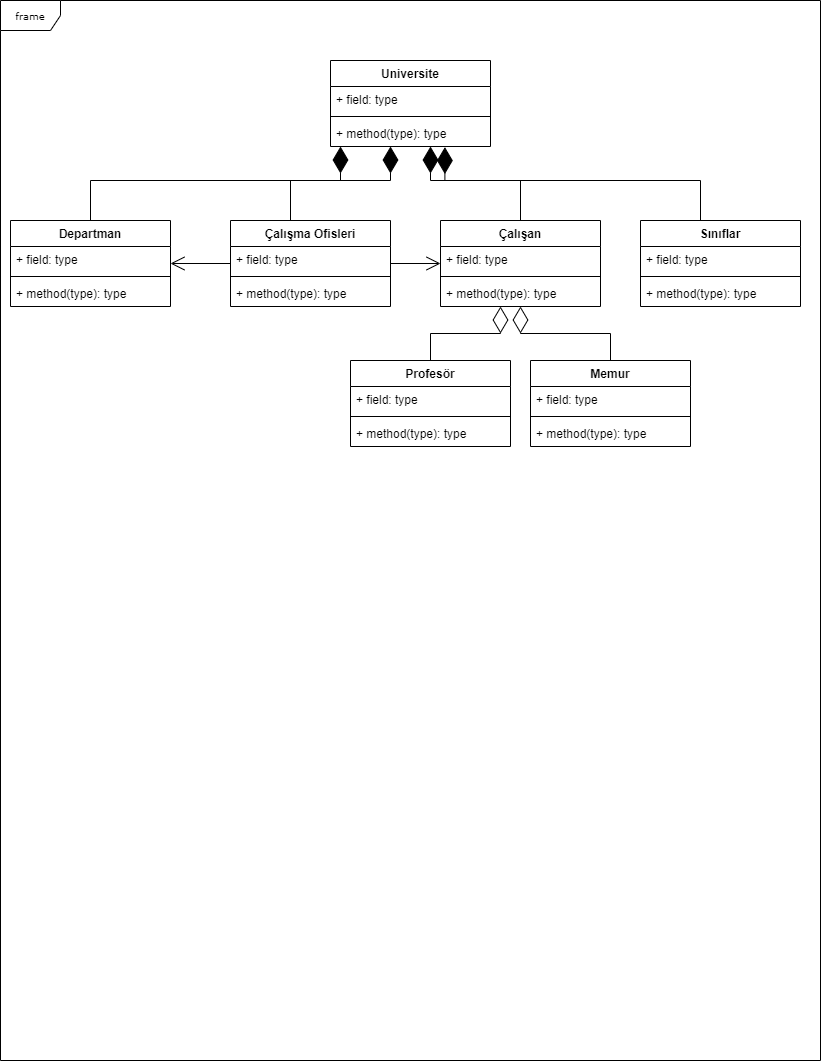 frame
Universite
+ field: type
+ method(type): type
Departman
+ field: type
+ method(type): type
Çalışma Ofisleri
+ field: type
+ method(type): type
Çalışan
+ field: type
+ method(type): type
Sınıflar
+ field: type
+ method(type): type
Profesör
+ field: type
+ method(type): type
Memur
+ field: type
+ method(type): type